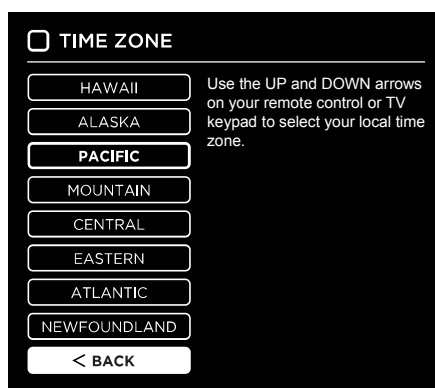 TIME ZONE
HAWAII
ALASKA
PACIFIC
MOUNTAIN
CENTRAL
EASTERN
ATLANTIC
NEWFOUNDLAND
< BACK
Use the UP and DOWN arrows
on your remote control or TV
keypad to select your local time
zone.